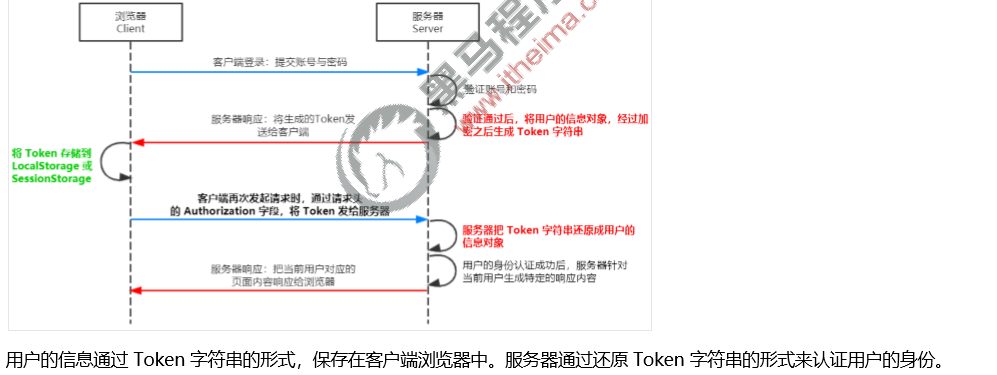 浏览器
Client
服务器
Server
客户端登录：提交账号与密码
验证账号和密码
服务器响应：将生成的Token发
送给客户端
验证通过后，将用户的信息对象，经过加
密之后生成 Token 字符串
将 Token 存储到
LocalStorage 或
SessionStorage
客户端再次发起请求时，通过请求头
的 Authorization 字段，将 Token 发给服务器
服务器把 Token 字符串还原成用户的
信息对象
服务器响应：把当前用户对应的
页面内容响应给浏览器
用户的身份认证成功后，服务器针对
当前用户生成特定的响应内容
黑马程序
www.itheima.com
用户的信息通过 Token 字符串的形式，保存在客户端浏览器中。服务器通过还原 Token 字符串的形式来认证用户的身份。